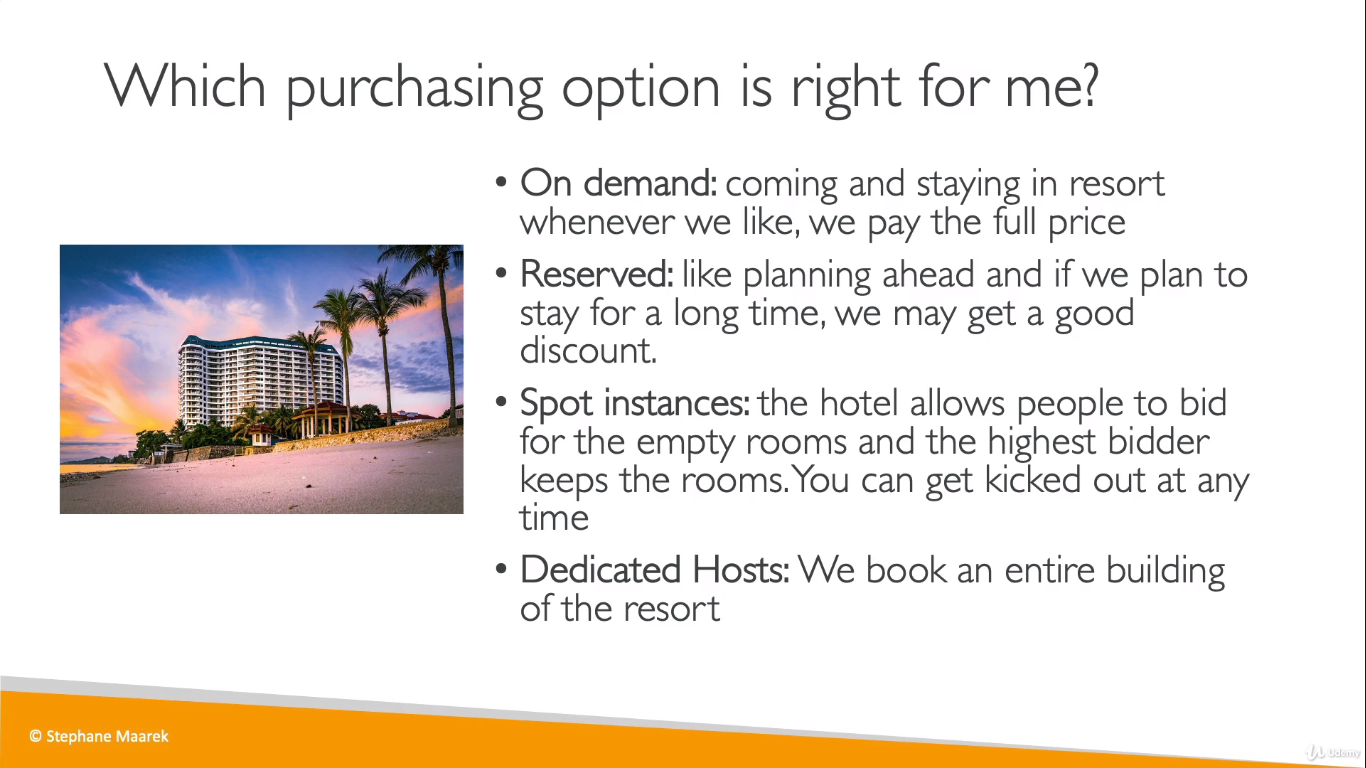 Which purchasing option is right for me?
• On demand: coming and staying in resort
whenever we like, we pay the full price
• Reserved: like planning ahead and if we plan to
stay for a long time, we may get a good
discount.
• Spot instances: the hotel allows people to bid
for the empty rooms and the highest bidder
keeps the rooms. You can get kicked out at any
time
• Dedicated Hosts: We book an entire building
of the resort
© Stephane Maarek
Udemy